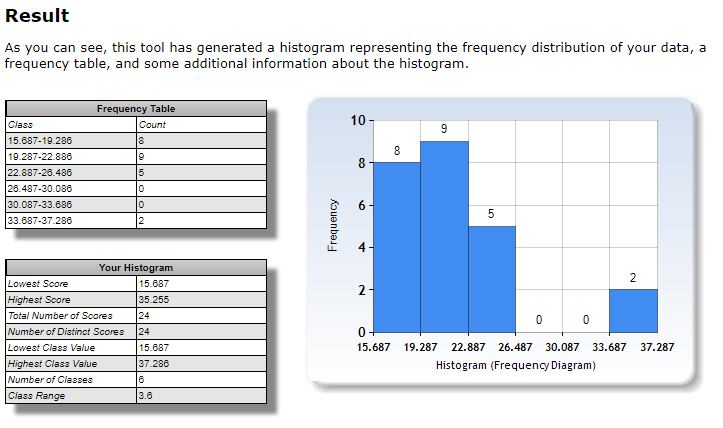 Result
As you can see, this tool has generated a histogram representing the frequency distribution of your data, a
frequency table, and some additional information about the histogram.
Frequency Table
Class Count
15.687-19.286 8
19.287-22.886 9
22.887-26.486 5
26.487-30.086 0
30.087-33.686 0
33.687-37.286 2
Your Histogram
Lowest Score 15.687
Highest Score 35.255
Total Number of Scores 24
Number of Distinct Scores 24
Lowest Class Value 15.687
Highest Class Value 37.286
Number of Classes 6
Class Range 3.6
10
8
6
4
2
0
Frequency
8
9
5
0
0
2
15.687 19.287 22.887 26.487 30.087 33.687 37.287
Histogram (Frequency Diagram)